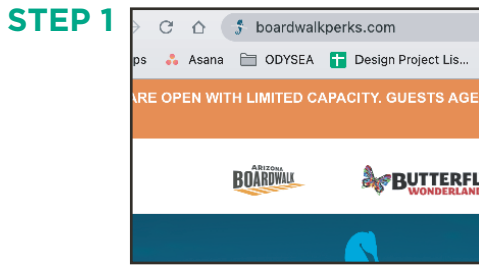 STEP 1
boardwalkperks.com
ps Asana ODYSEA Design Project Lis...
ARE OPEN WITH LIMITED CAPACITY. GUESTS AGE
ARIZONA
BOARDWALK
BUTTERFL
WONDERLAND